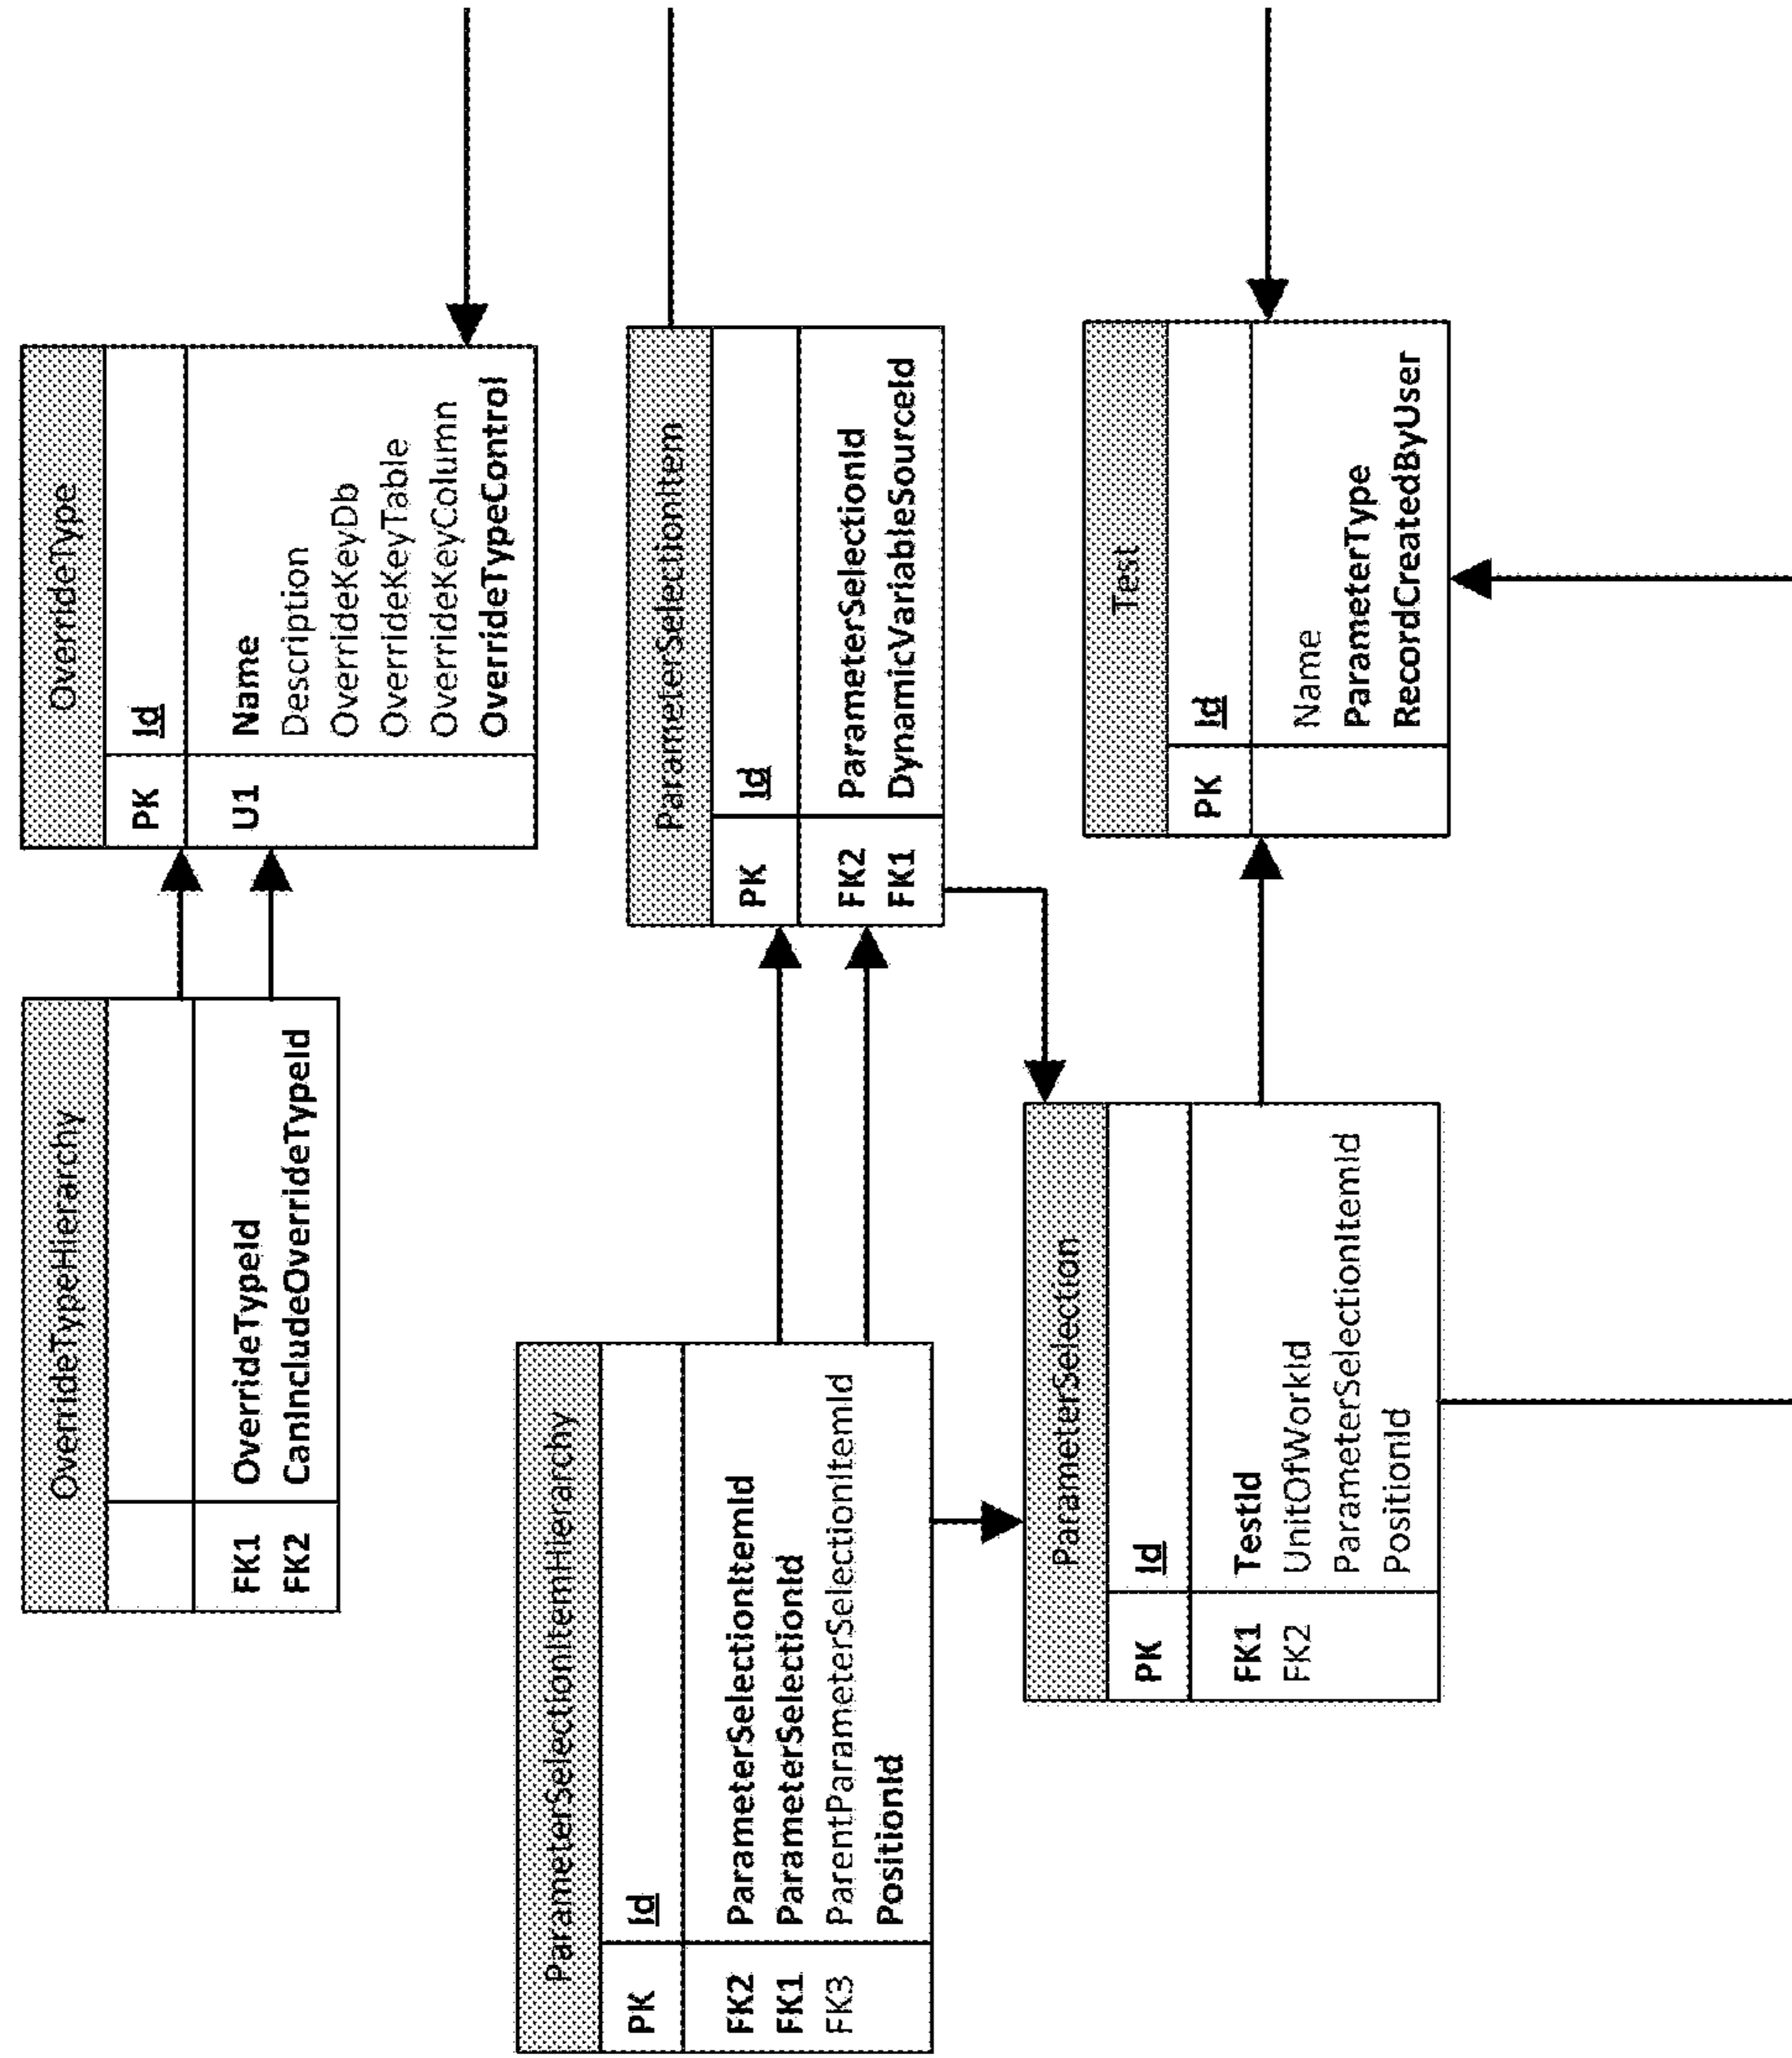 OverrideTypeHierarchy
FK1 OverrideTypeId
FK2 CanIncludeOverrideTypeId
OverrideType
PK Id
U1 Name
Description
OverrideKeyDb
OverrideKeyTable
OverrideKeyColumn
OverrideTypeControl
ParameterSelectionItemHierarchy
PK Id
FK2 ParameterSelectionItemId
FK1 ParameterSelectionId
FK3 ParentParameterSelectionItemId
PositionId
ParameterSelectionItem
PK Id
FK2 ParameterSelectionId
FK1 DynamicVariableSourceId
ParameterSelection
PK Id
FK1 TestId
FK2 UnitOfWorkId
ParameterSelectionItemId
PositionId
Test
PK Id
Name
ParameterType
RecordCreatedByUser